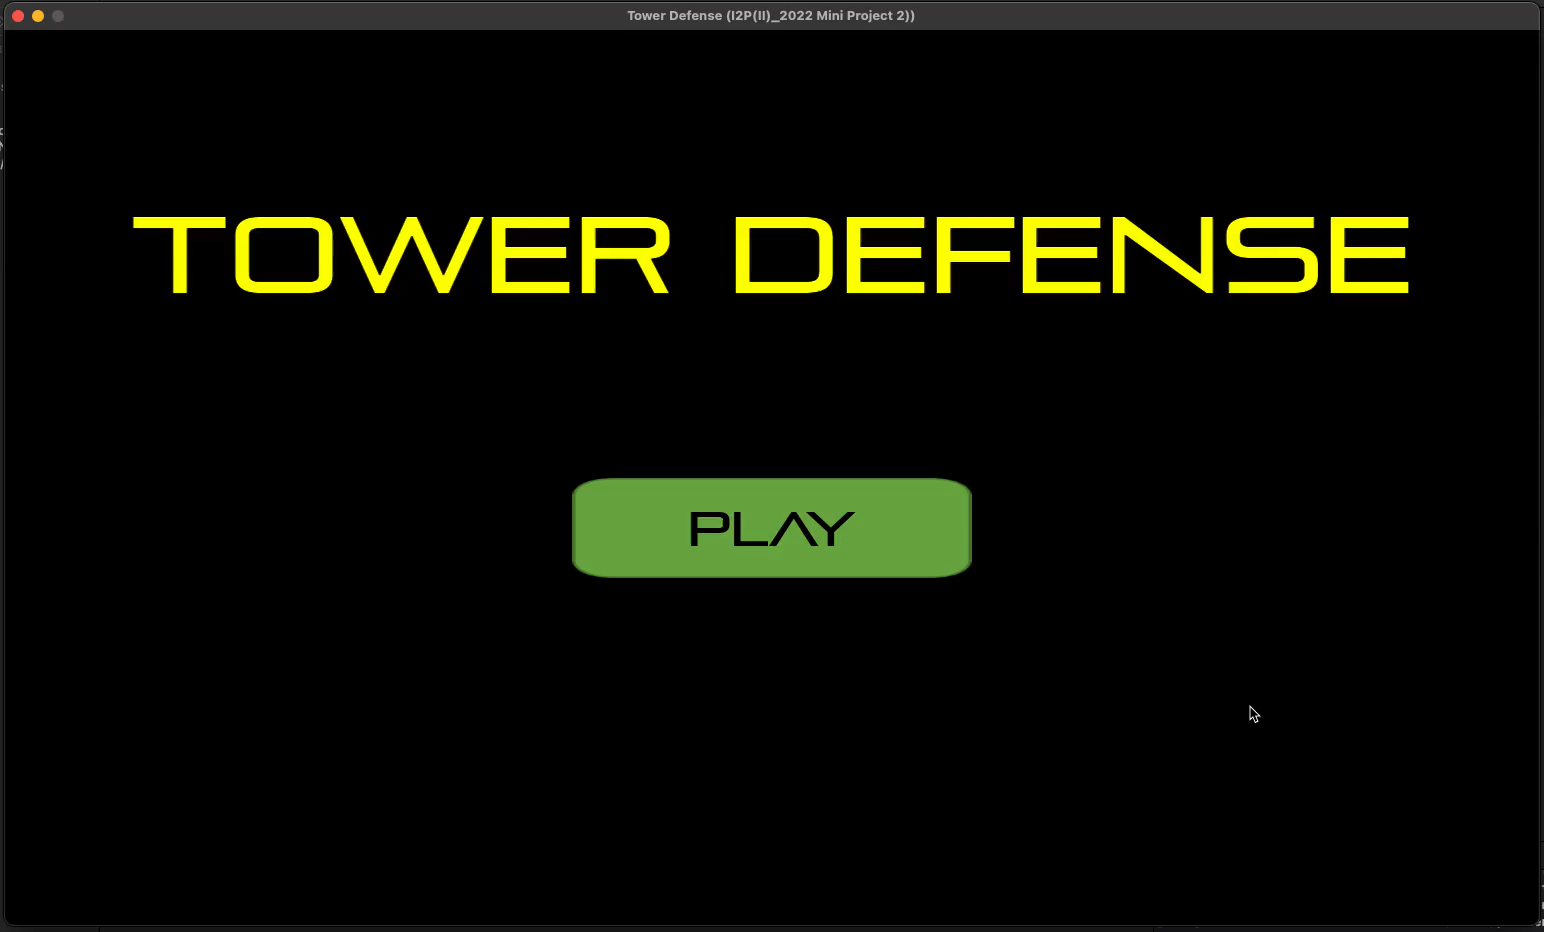 Tower Defense (I2P(II)_2022 Mini Project 2))
TOWER DEFENSE
PLAY